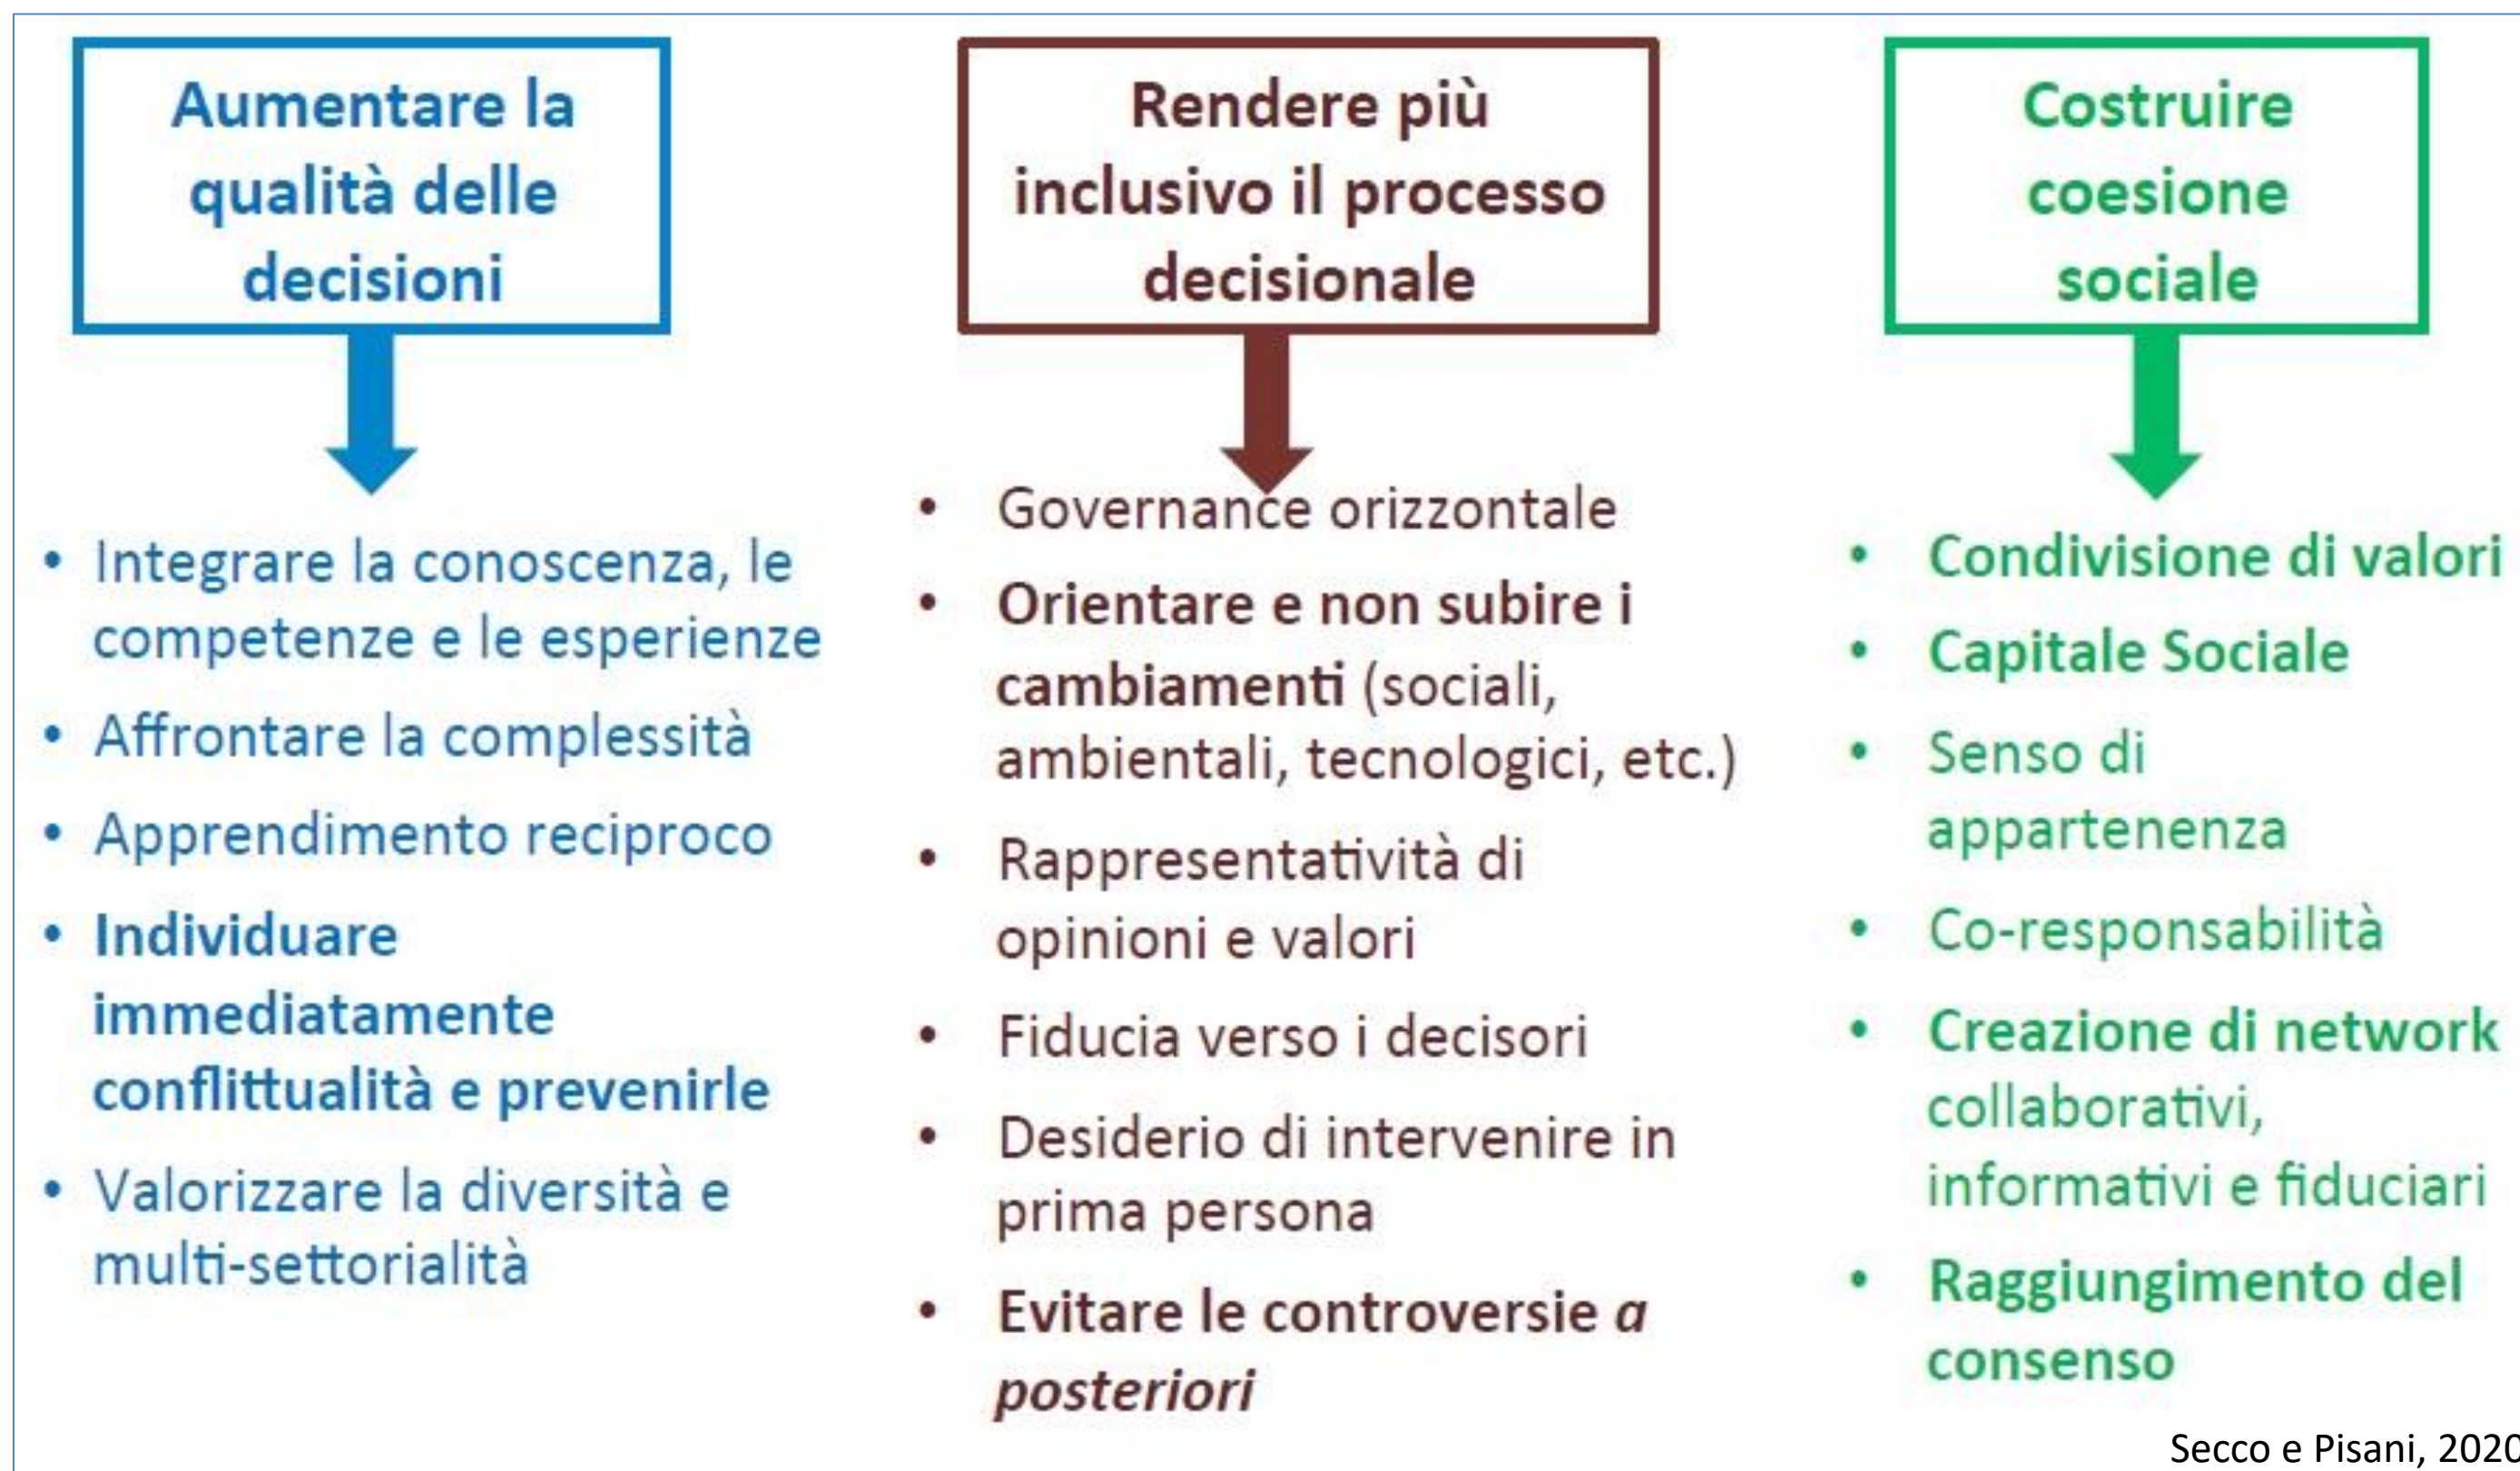 Aumentare la
qualità delle
decisioni
• Integrare la conoscenza, le
competenze e le esperienze
• Affrontare la complessità
• Apprendimento reciproco
• Individuare
immediatamente
conflittualità e prevenirle
• Valorizzare la diversità e
multi-settorialità
Rendere più
inclusivo il processo
decisionale
• Governance orizzontale
• Orientare e non subire i
cambiamenti (sociali,
ambientali, tecnologici, etc.)
• Rappresentatività di
opinioni e valori
• Fiducia verso i decisori
• Desiderio di intervenire in
prima persona
• Evitare le controversie a
posteriori
Costruire
coesione
sociale
• Condivisione di valori
• Capitale Sociale
• Senso di
appartenenza
• Co-responsabilità
• Creazione di network
collaborativi,
informativi e fiduciari
• Raggiungimento del
consenso
Secco e Pisani, 2020